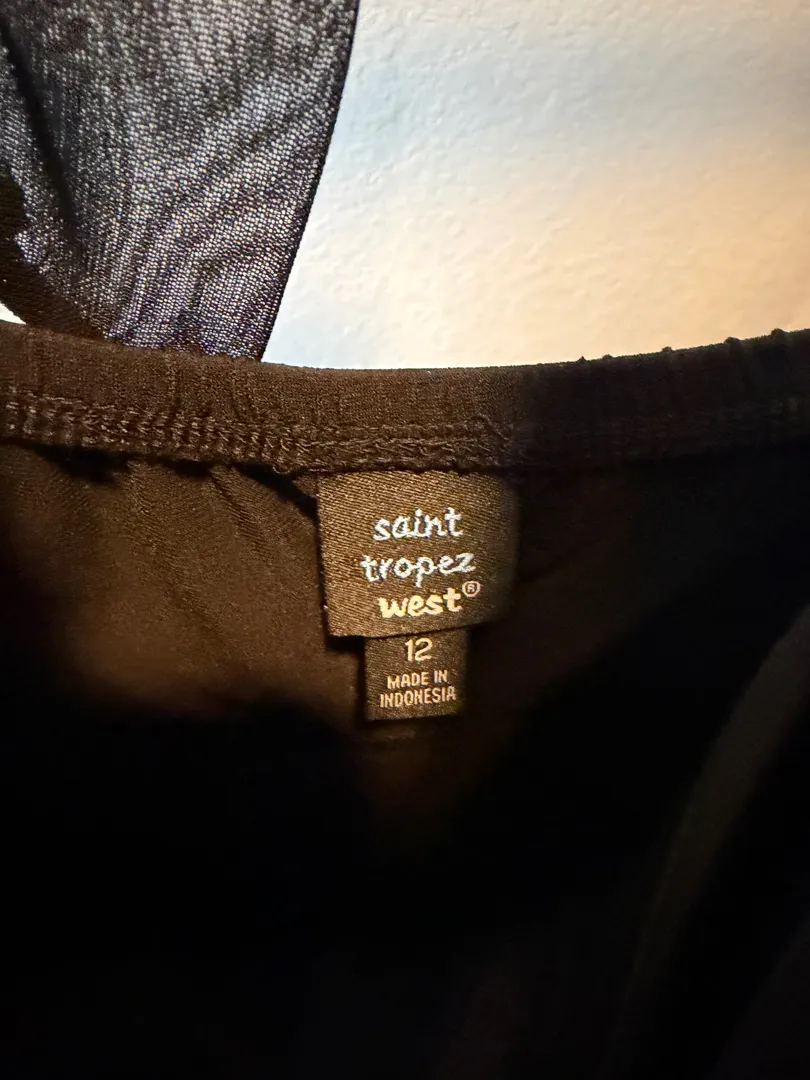 saint
tropez
west®
12
MADE IN
INDONESIA